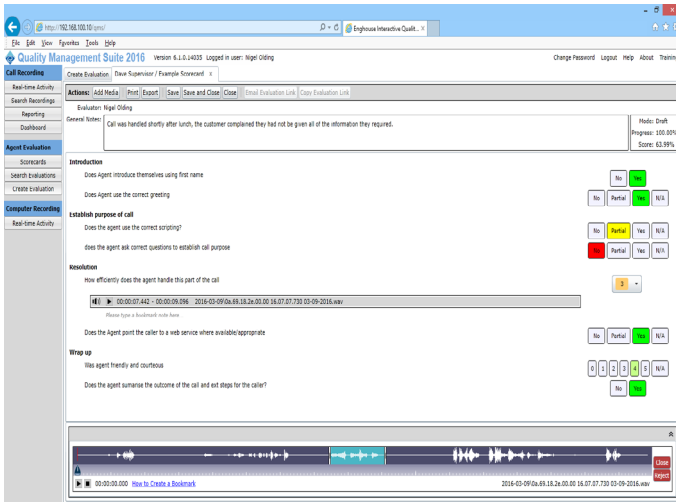 http://192.168.100.10/qms/
Enghouse Interactive Qualit... X
File Edit View Favorites Tools Help
Quality Management Suite 2016 Version 6.1.0.14035 Logged in user: Nigel Olding Change Password Logout Help About Training
Call Recording
Real-time Activity
Search Recordings
Reporting
Dashboard
Agent Evaluation
Scorecards
Search Evaluations
Create Evaluation
Computer Recording
Real-time Activity
Create Evaluation Dave Supervisor / Example Scorecard x
Actions: Add Media Print Export Save Save and Close Close Email Evaluation Link Copy Evaluation Link
Evaluator: Nigel Olding
General Notes: Call was handled shortly after lunch, the customer complained they had not be given all of the information they required.
Mode: Draft
Progress: 100.00%
Score: 63.99%
Introduction
Does Agent introduce themselves using first name No Yes
Does Agent use the correct greeting No Partial Yes N/A
Establish purpose of call
Does the agent use the correct scripting? No Partial Yes N/A
does the agent ask correct questions to establish call purpose No Partial Yes N/A
Resolution
How efficiently does the agent handle this part of the call 3
00:00:07.442 - 00:00:09.096 2016-03-09\0a.69.18.2e.00.00 16.07.07.730 03-09-2016.wav
Please type a bookmark note here
Does the Agent point the caller to a web service where available/appropriate No Partial Yes N/A
Wrap up
Was agent friendly and courteous 0 1 2 3 4 5 N/A
Does the agent sumarise the outcome of the call and ext steps for the caller? No Yes
Close
Reject
00:00:00.000 How to Create a Bookmark 2016-03-09\0a.69.18.2e.00.00 16.07.07.730 03-09-2016.wav